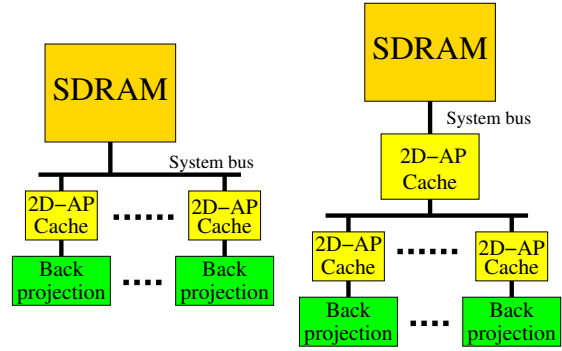 SDRAM
System bus
2D-AP
Cache
2D-AP
Cache
Back
projection
Back
projection
SDRAM
System bus
2D-AP
Cache
2D-AP
Cache
2D-AP
Cache
Back
projection
Back
projection